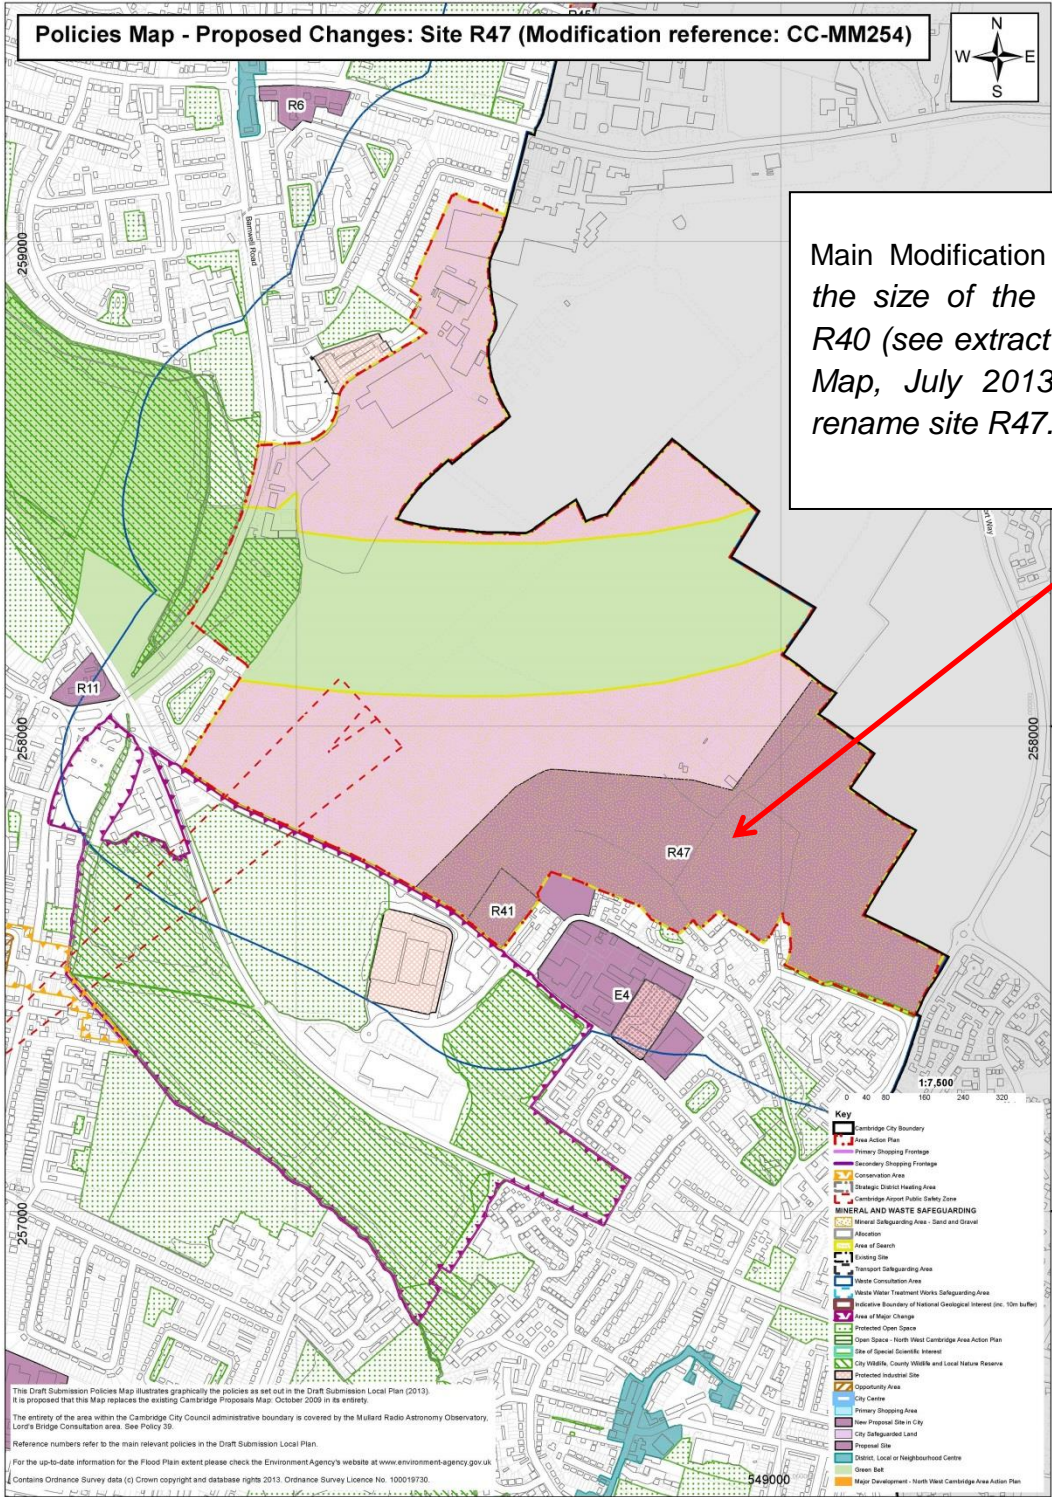 R45
Policies Map - Proposed Changes: Site R47 (Modification reference: CC-MM254)
N
W E
S
R6
Barnwell Road
259000
Main Modification
the size of the
R40 (see extract
Map, July 2013
rename site R47.
ort Way
R11
258000
258000
R47
R41
E4
257000
1:7,500
0 40 80 160 240 320
Key
Cambridge City Boundary
Area Action Plan
Primary Shopping Frontage
Secondary Shopping Frontage
Conservation Area
Strategic District Heating Area
Cambridge Airport Public Safety Zone
MINERAL AND WASTE SAFEGUARDING
Mineral Safeguarding Area - Sand and Gravel
Allocation
Area of Search
Existing Site
Transport Safeguarding Area
Waste Consultation Area
Waste Water Treatment Works Safeguarding Area
Indicative Boundary of National Geological Interest (inc. 10m buffer)
Area of Major Change
Protected Open Space
Open Space - North West Cambridge Area Action Plan
Site of Special Scientific Interest
City Wildlife, County Wildlife and Local Nature Reserve
Protected Industrial Site
Opportunity Area
City Centre
Primary Shopping Area
New Proposal Site in City
City Safeguarded Land
Proposal Site
District, Local or Neighbourhood Centre
Green Belt
Major Development - North West Cambridge Area Action Plan
This Draft Submission Policies Map illustrates graphically the policies as set out in the Draft Submission Local Plan (2013).
It is proposed that this Map replaces the existing Cambridge Proposals Map: October 2009 in its entirety.
The entirety of the area within the Cambridge City Council administrative boundary is covered by the Mullard Radio Astronomy Observatory,
Lord's Bridge Consultation area. See Policy 39.
Reference numbers refer to the main relevant policies in the Draft Submission Local Plan.
For the up-to-date information for the Flood Plain extent please check the Environment Agency's website at www.environment-agency.gov.uk
Contains Ordnance Survey data (c) Crown copyright and database rights 2013. Ordnance Survey Licence No. 100019730.
549000